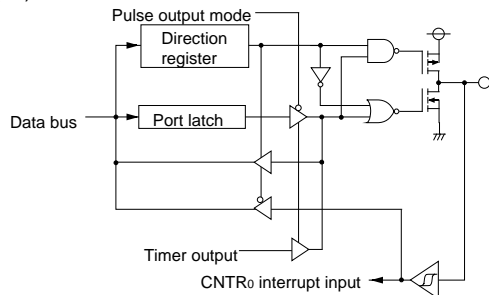 Pulse output mode
Direction
register
Data bus
Port latch
Timer output
CNTR0 interrupt input